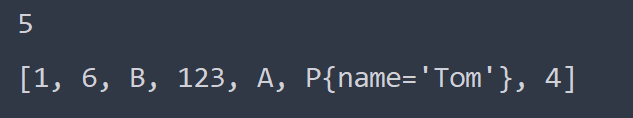 5
[1, 6, B, 123, A, P{name='Tom'}, 4]